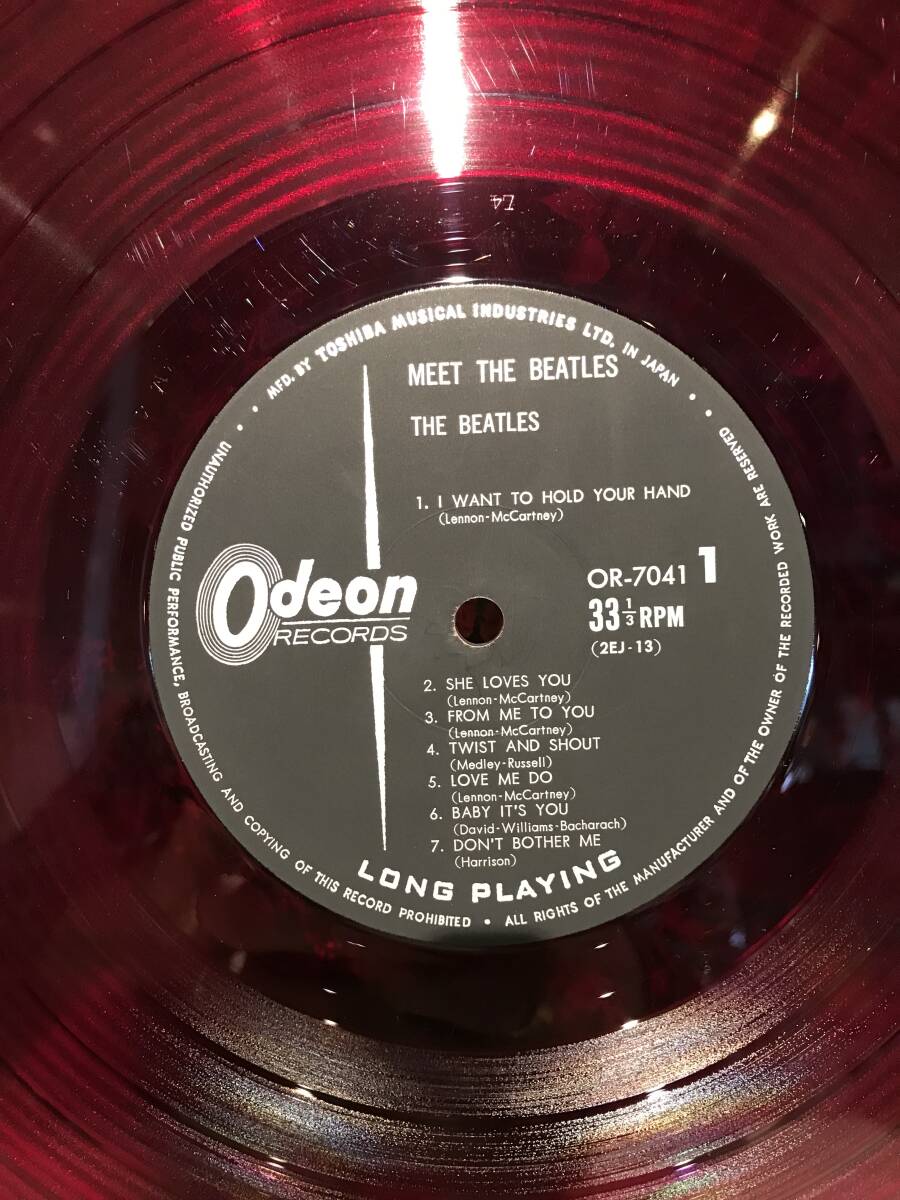 MFD. BY TOSHIBA MUSICAL INDUSTRIES LTD. IN JAPAN
MEET THE BEATLES
THE BEATLES
1. I WANT TO HOLD YOUR HAND
(Lennon-McCartney)
Odeon
RECORDS
OR-7041 1
33 1/3 RPM
(2EJ-13)
2. SHE LOVES YOU
(Lennon-McCartney)
3. FROM ME TO YOU
(Lennon-McCartney)
4. TWIST AND SHOUT
(Medley-Russell)
5. LOVE ME DO
(Lennon-McCartney)
6. BABY IT'S YOU
(David-Williams-Bacharach)
7. DON'T BOTHER ME
(Harrison)
LONG PLAYING
UNAUTHORIZED PUBLIC PERFORMANCE, BROADCASTING AND COPYING OF THIS RECORD PROHIBITED • ALL RIGHTS OF THE MANUFACTURER AND OF THE OWNER OF THE RECORDED WORK ARE RESERVED